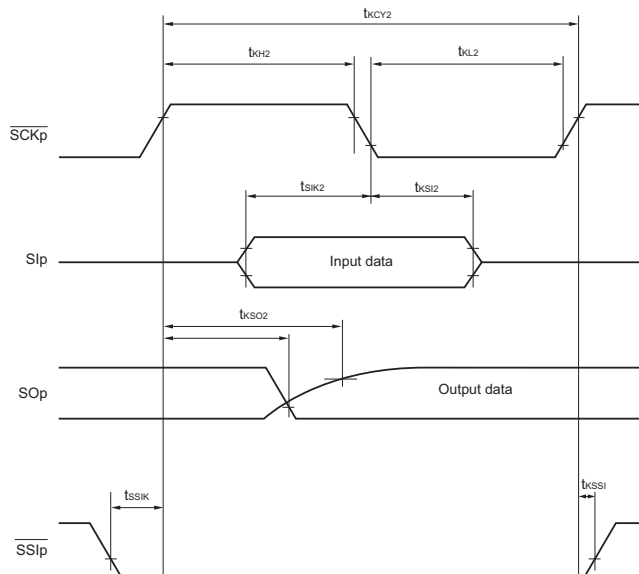 tKCY2
tKH2
tKL2
SCKp
tSIK2
tKSI2
SIp
Input data
tKSO2
SOp
Output data
tSSIK
tKSSI
SSIp